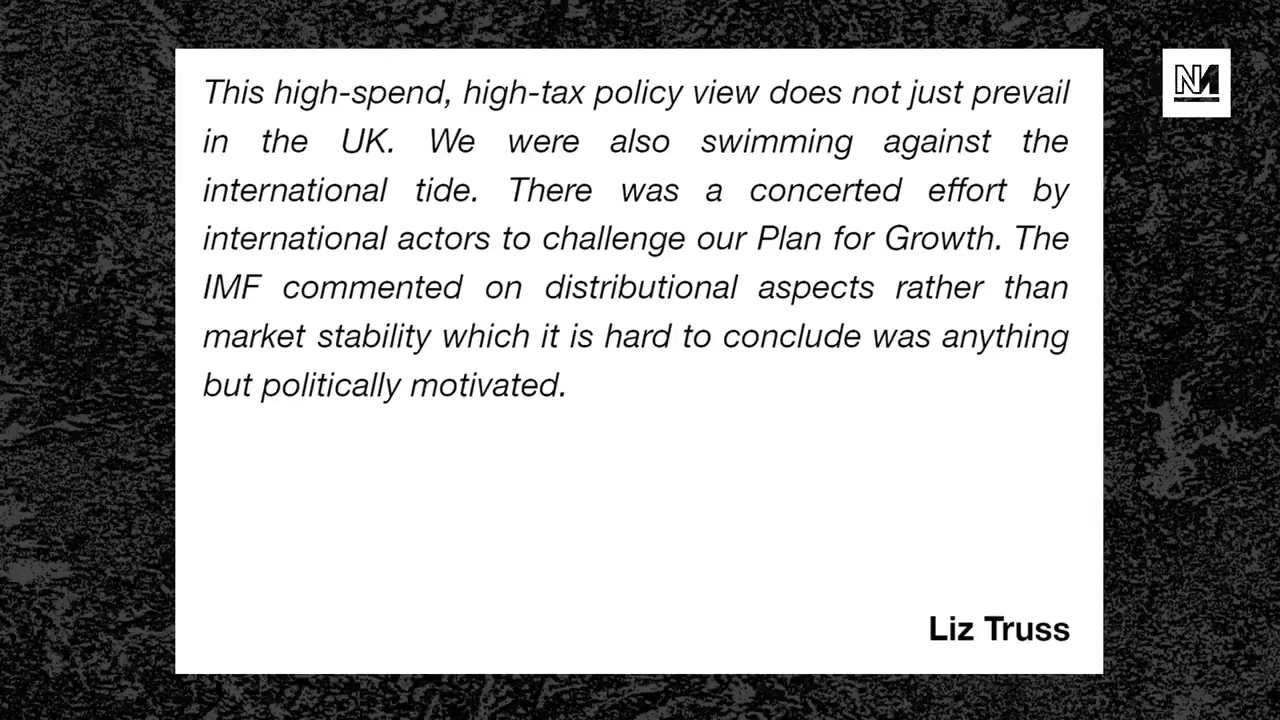 This high-spend, high-tax policy view does not just prevail
in the UK. We were also swimming against the
international tide. There was a concerted effort by
international actors to challenge our Plan for Growth. The
IMF commented on distributional aspects rather than
market stability which it is hard to conclude was anything
but politically motivated.
Liz Truss
NM